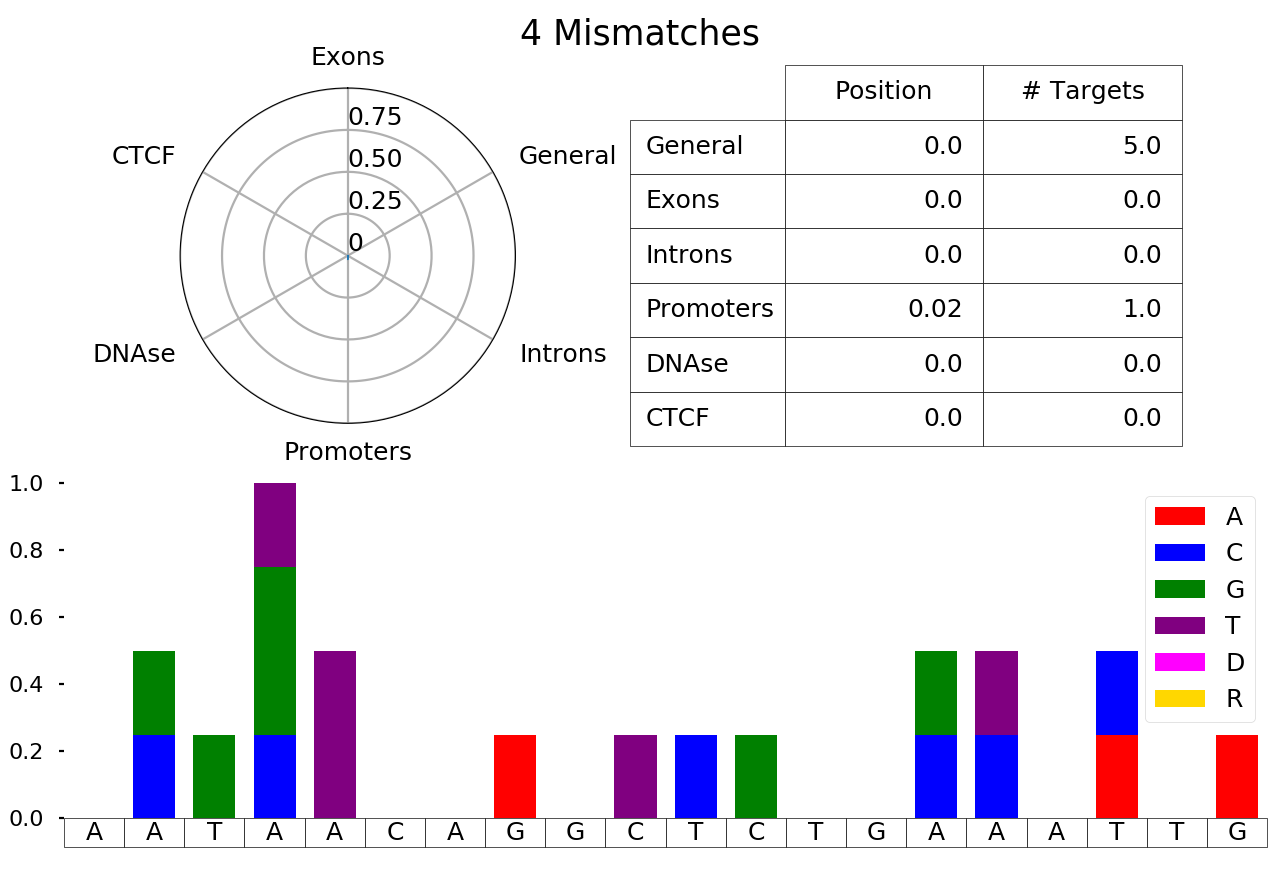 4 Mismatches
Exons
CTCF
General
DNAse
Introns
Promoters
0.75
0.50
0.25
0
Position # Targets
General 0.0 5.0
Exons 0.0 0.0
Introns 0.0 0.0
Promoters 0.02 1.0
DNAse 0.0 0.0
CTCF 0.0 0.0
1.0
0.8
0.6
0.4
0.2
0.0
A
C
G
T
D
R
A A T A A C A G G C T C T G A A A T T G